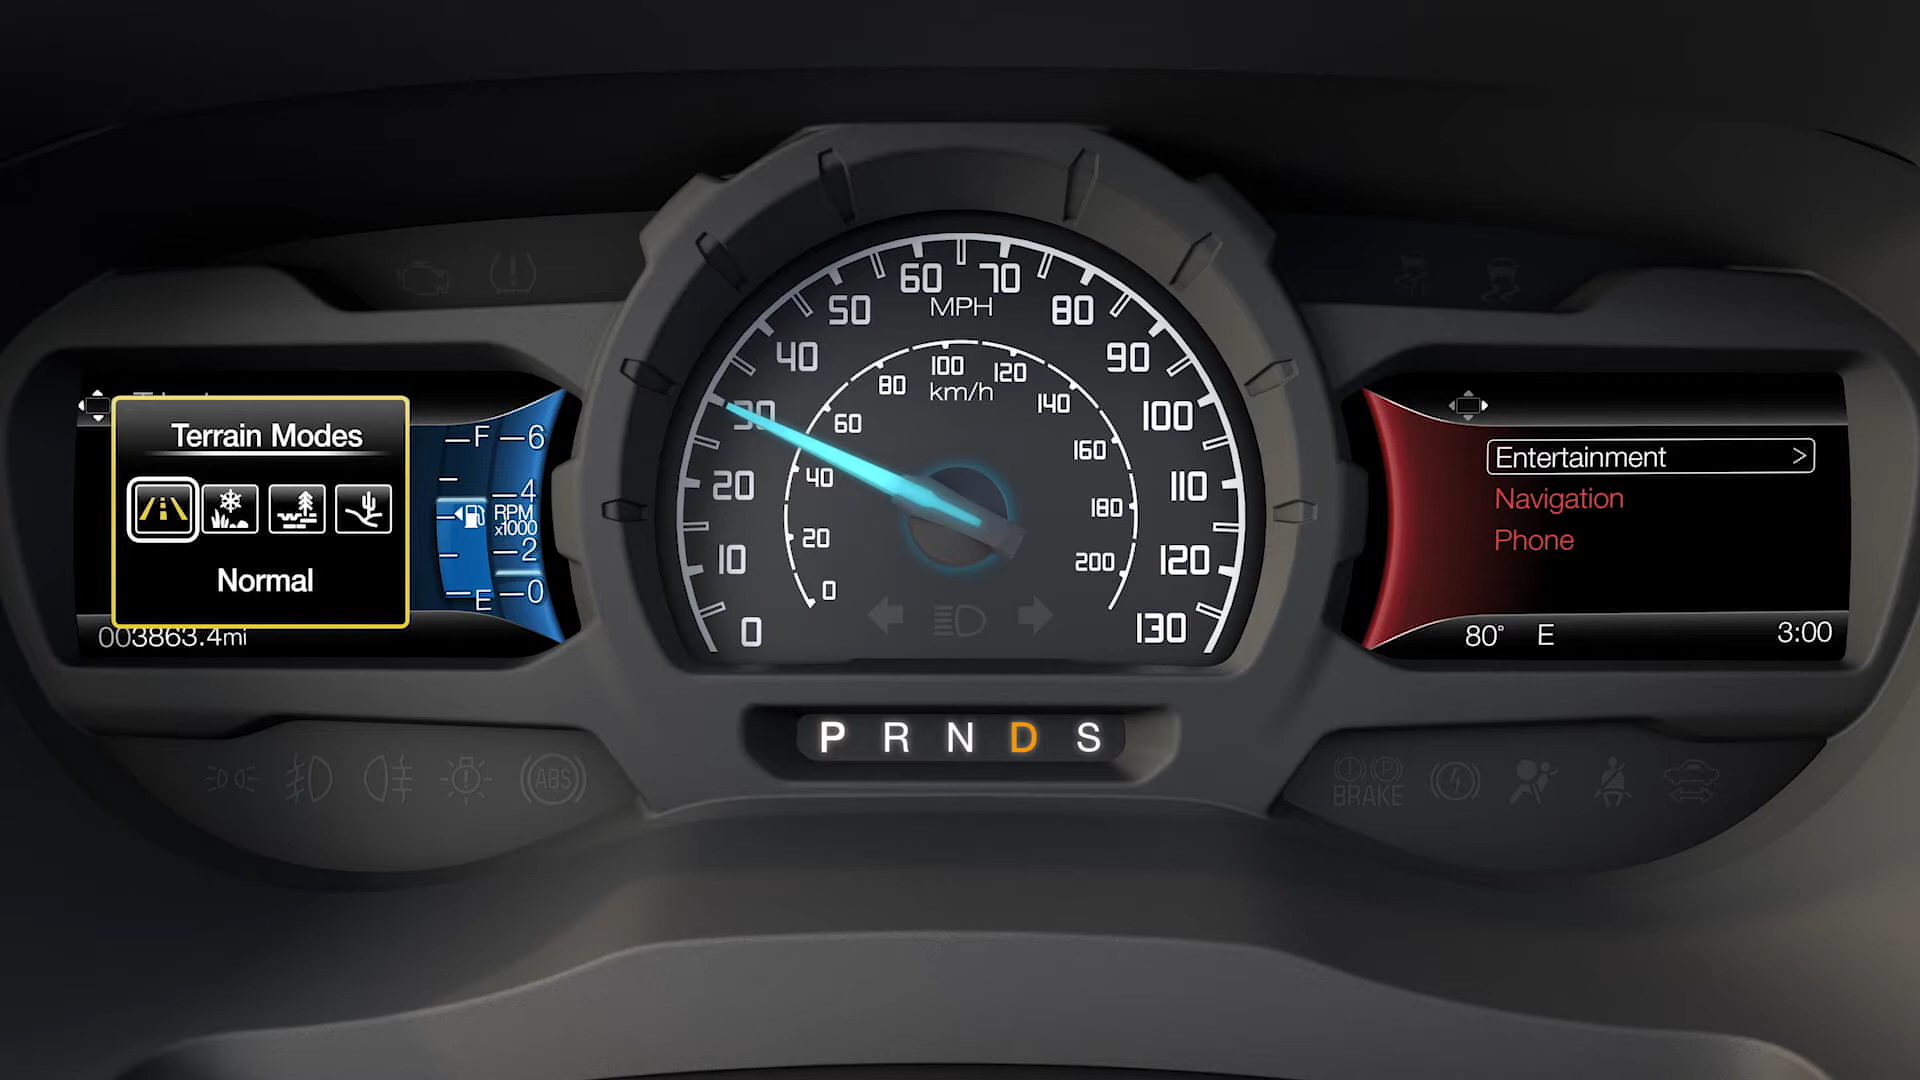 Terrain Modes
Normal
003863.4mi
F
E
6
4
RPM
x1000
2
0
0
10
20
30
40
50
60
70
80
90
100
110
120
130
MPH
0
20
40
60
80
100
120
140
160
180
200
km/h
P R N D S
Entertainment >
Navigation
Phone
80° E
3:00
ABS
BRAKE